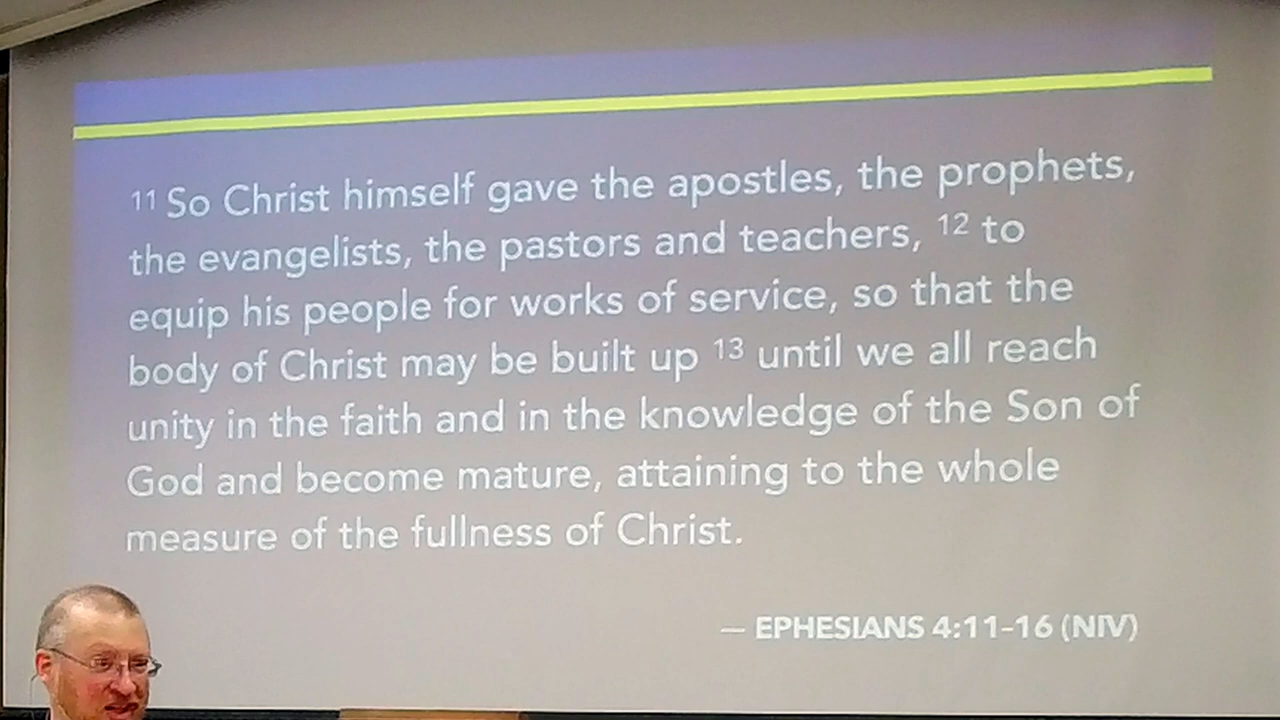 11 So Christ himself gave the apostles, the prophets,
the evangelists, the pastors and teachers, 12 to
equip his people for works of service, so that the
body of Christ may be built up 13 until we all reach
unity in the faith and in the knowledge of the Son of
God and become mature, attaining to the whole
measure of the fullness of Christ.
— EPHESIANS 4:11–16 (NIV)